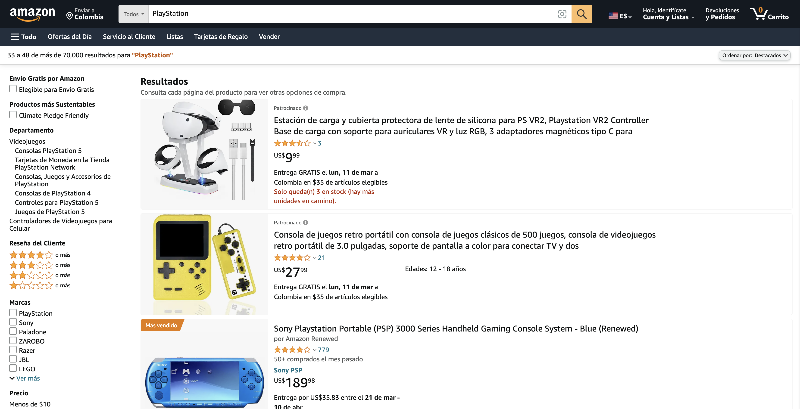 amazon
Enviar a
Colombia
Todos
PlayStation
ES
Hola, Identifícate
Cuenta y Listas
Devoluciones
y Pedidos
0
Carrito
Todo
Ofertas del Día
Servicio al Cliente
Listas
Tarjetas de Regalo
Vender
33 a 48 de más de 70.000 resultados para "PlayStation"
Ordenar por: Destacados
Envío Gratis por Amazon
Elegible para Envío Gratis
Productos más Sustentables
Climate Pledge Friendly
Departamento
Videojuegos
Consolas PlayStation 5
Tarjetas de Moneda en la Tienda
PlayStation Network
Consolas, Juegos y Accesorios de
PlayStation
Consolas de PlayStation 4
Controles para PlayStation 5
Juegos de PlayStation 5
Controladores de Videojuegos para
Celular
Reseña del Cliente
o más
o más
o más
o más
Marcas
PlayStation
Sony
Paladone
ZAROBO
Razer
JBL
LEGO
Ver más
Precio
Menos de $10
Resultados
Consulta cada página del producto para ver otras opciones de compra.
Patrocinado
Estación de carga y cubierta protectora de lente de silicona para PS VR2, Playstation VR2 Controller
Base de carga con soporte para auriculares VR y luz RGB, 3 adaptadores magnéticos tipo C para
3
US$9⁹⁹
Entrega GRATIS el lun, 11 de mar a
Colombia en $35 de artículos elegibles
Solo queda(n) 3 en stock (hay más
unidades en camino).
Patrocinado
Consola de juegos retro portátil con consola de juegos clásicos de 500 juegos, consola de videojuegos
retro portátil de 3.0 pulgadas, soporte de pantalla a color para conectar TV y dos
21
US$27⁹⁹
Edades: 12 - 18 años
Entrega GRATIS el lun, 11 de mar a
Colombia en $35 de artículos elegibles
Más vendido
Sony Playstation Portable (PSP) 3000 Series Handheld Gaming Console System - Blue (Renewed)
por Amazon Renewed
779
50+ comprados el mes pasado
Sony PSP
US$189⁹⁸
Entrega por US$35.83 entre el 21 de mar -
10 de abr